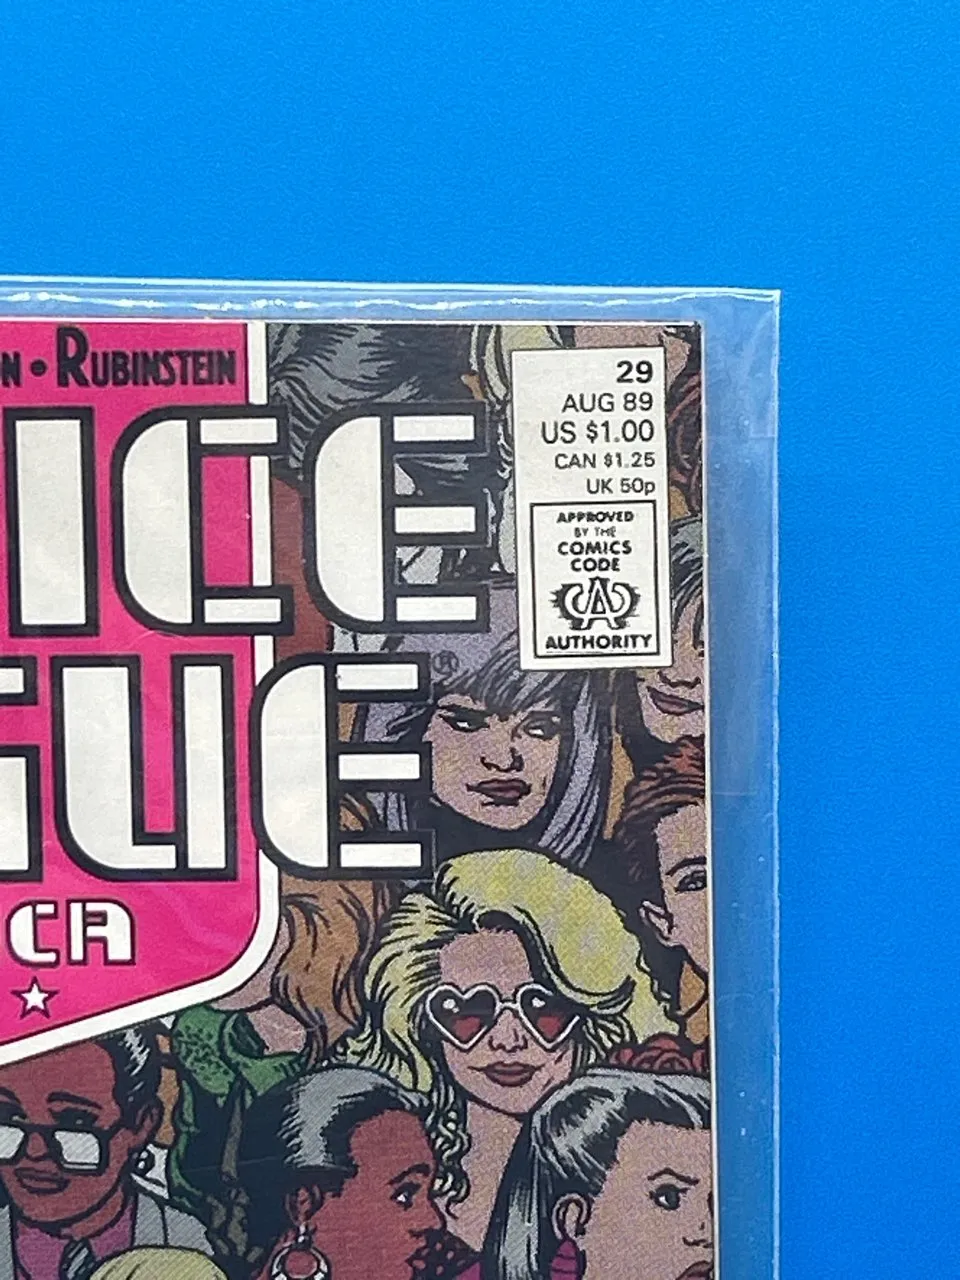 N • RUBINSTEIN
ICE
GUE
®
CA
29
AUG 89
US $1.00
CAN $1.25
UK 50p
APPROVED
BY THE
COMICS
CODE
CA
AUTHORITY